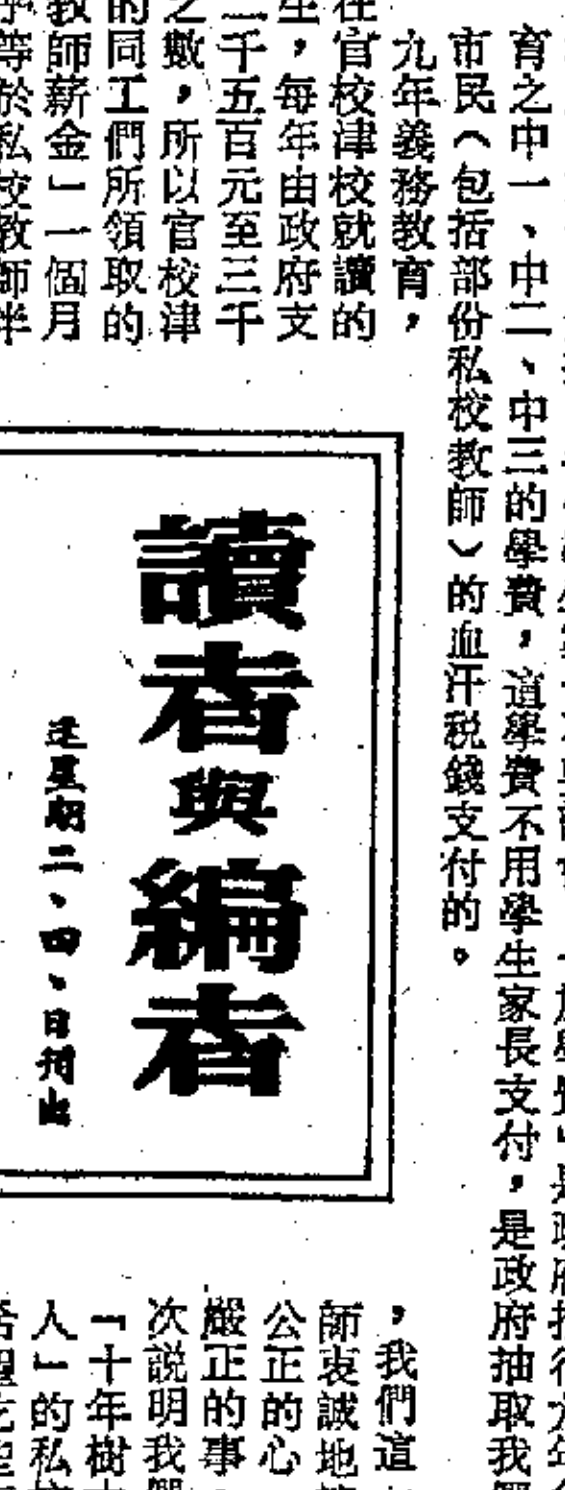 育之中一、中二、中三的學費，這學費不用學生家長支付，是政府抽取我
市民（包括部份私校教師）的血汗税錢支付的。
九年義務教育，
在官校津校就讀的
生，每年由政府支
二千五百元至三千
之數，所以官校津
的同工們所領取的
教師薪金」一個月
乎等於私校教師半
讀者與編者
逢星期二、四、日刊出
，我們這
師衷誠地
公正的心
嚴正的事
次説明我們
「十年樹
人」的私